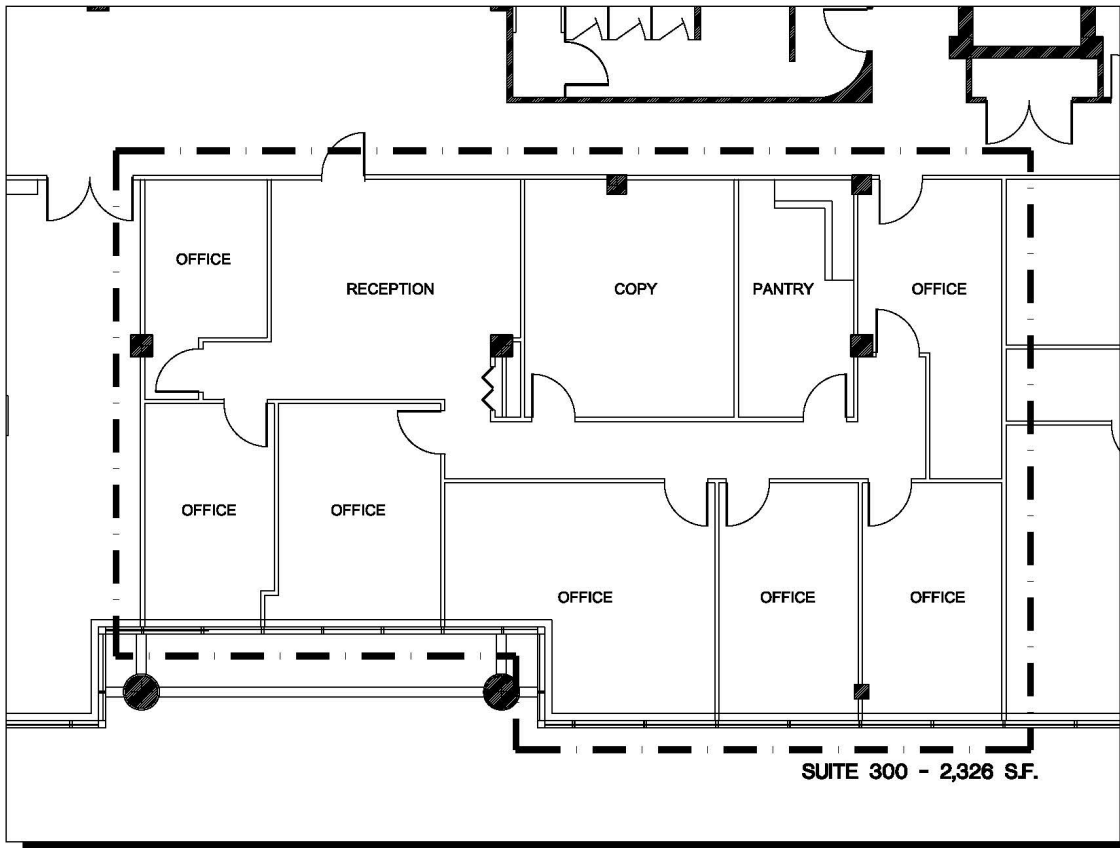 OFFICE
RECEPTION
COPY
PANTRY
OFFICE
OFFICE
OFFICE
OFFICE
OFFICE
OFFICE
SUITE 300 - 2,326 S.F.